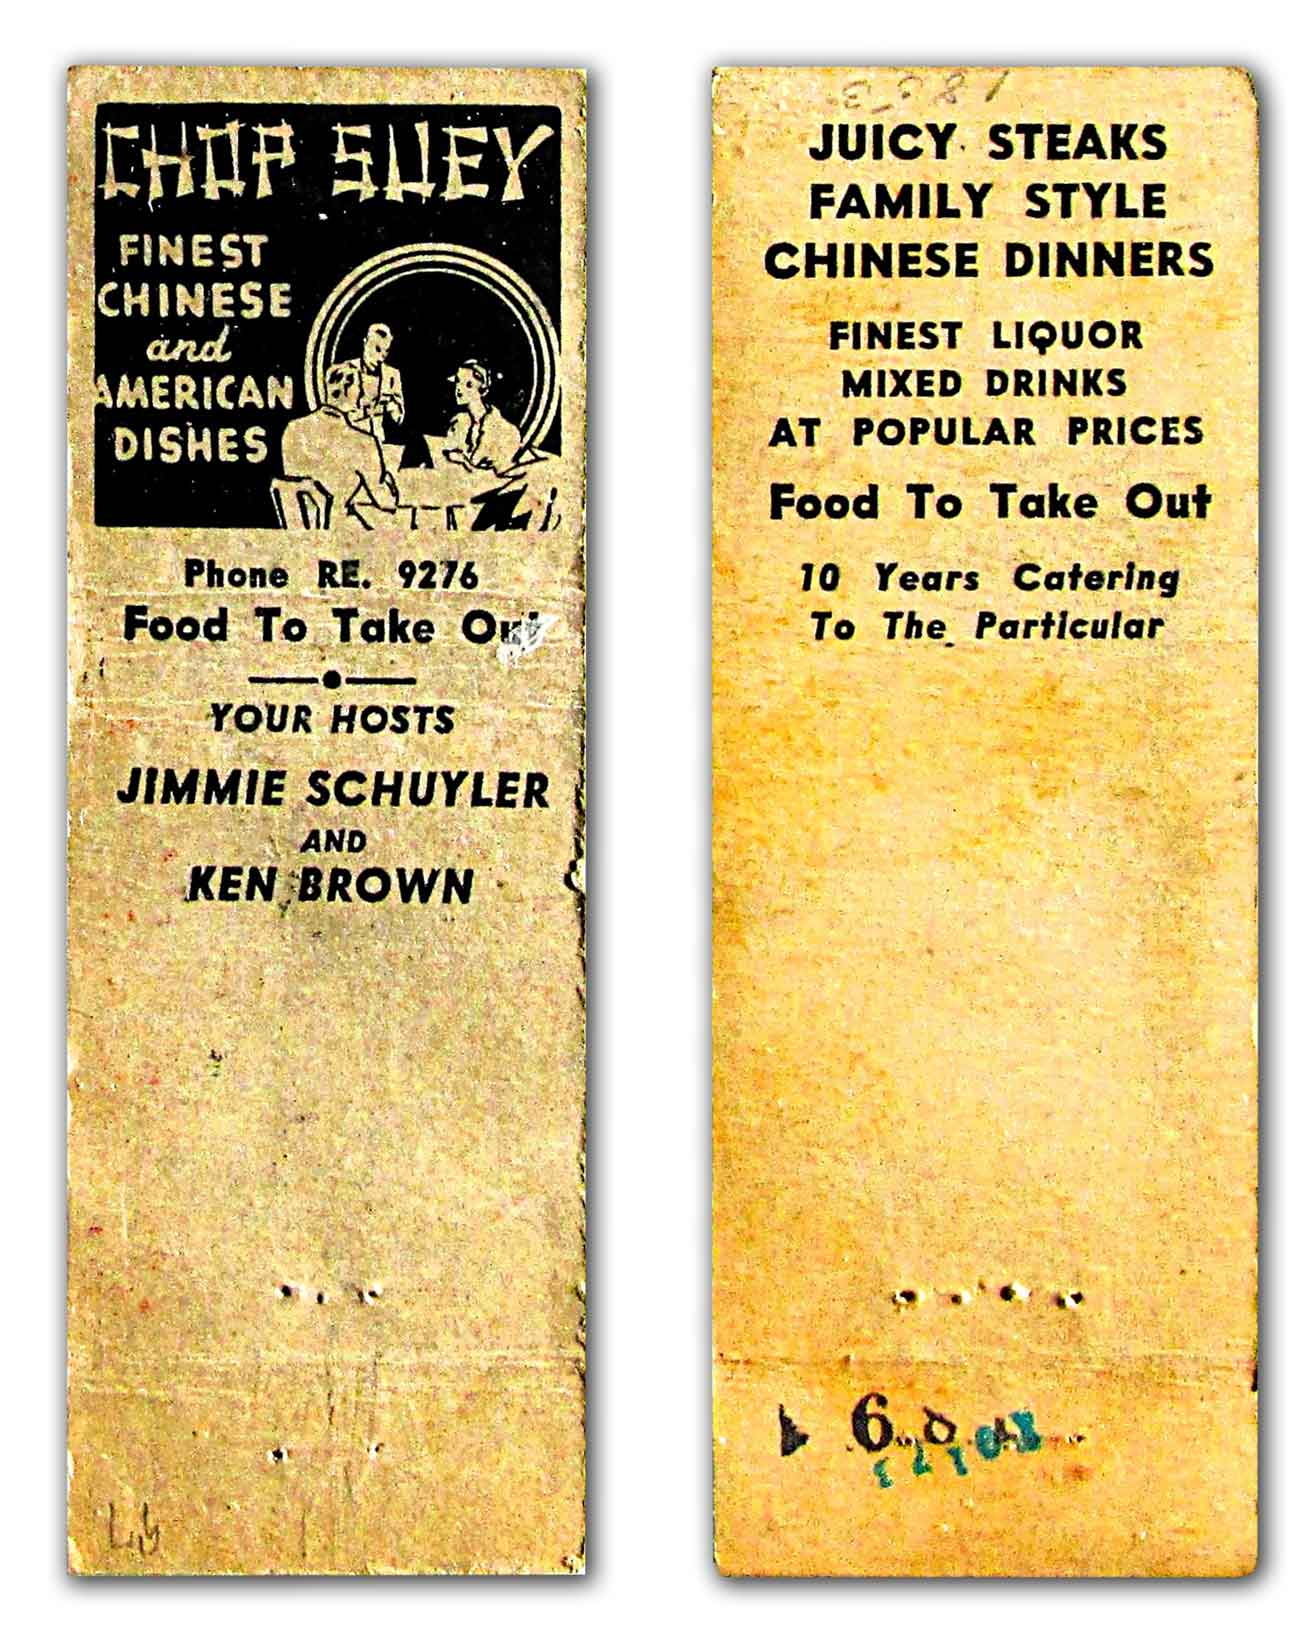 CHOP SUEY
FINEST
CHINESE
and
AMERICAN
DISHES
Phone RE. 9276
Food To Take Out
YOUR HOSTS
JIMMIE SCHUYLER
AND
KEN BROWN
JUICY STEAKS
FAMILY STYLE
CHINESE DINNERS
FINEST LIQUOR
MIXED DRINKS
AT POPULAR PRICES
Food To Take Out
10 Years Catering
To The Particular